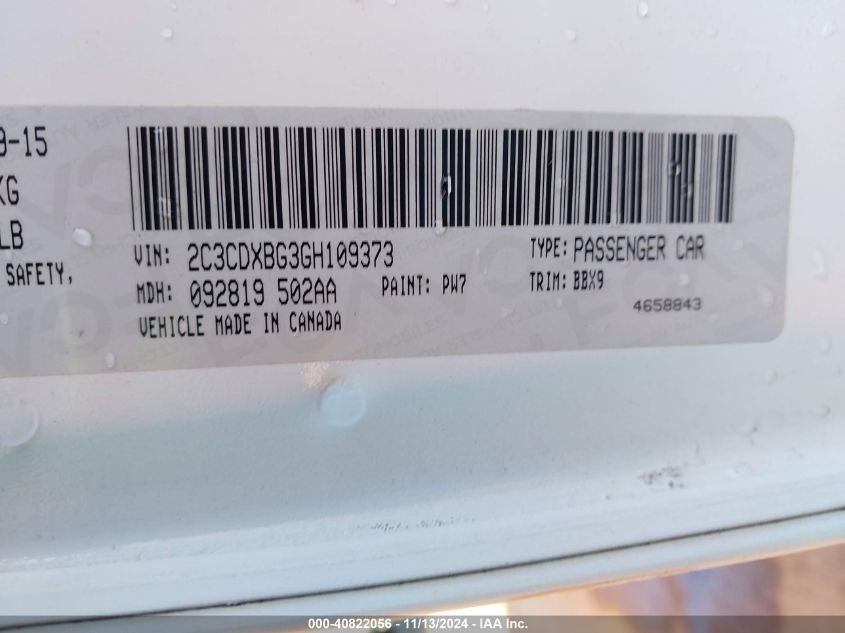 9-15
KG
LB
SAFETY,
VIN: 2C3CDXBG3GH109373
TYPE: PASSENGER CAR
MDH: 092819 502AA
PAINT: PW7
TRIM: BBX9
VEHICLE MADE IN CANADA
4658843
000-40822056 - 11/13/2024 - IAA Inc.